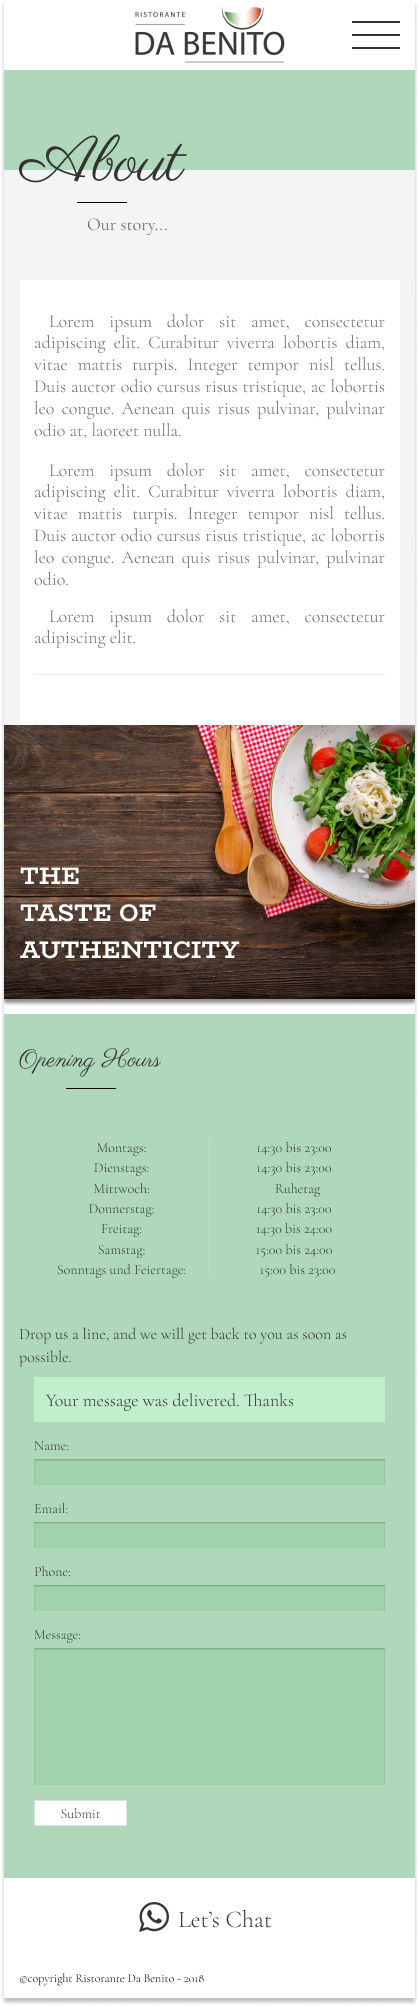 RISTORANTE
DA BENITO
About
Our story...
Lorem ipsum dolor sit amet, consectetur
adipiscing elit. Curabitur viverra lobortis diam,
vitae mattis turpis. Integer tempor nisl tellus.
Duis auctor odio cursus risus tristique, ac lobortis
leo congue. Aenean quis risus pulvinar, pulvinar
odio at, laoreet nulla.
Lorem ipsum dolor sit amet, consectetur
adipiscing elit. Curabitur viverra lobortis diam,
vitae mattis turpis. Integer tempor nisl tellus.
Duis auctor odio cursus risus tristique, ac lobortis
leo congue. Aenean quis risus pulvinar, pulvinar
odio.
Lorem ipsum dolor sit amet, consectetur
adipiscing elit.
THE
TASTE OF
AUTHENTICITY
Opening Hours
Montags: 14:30 bis 23:00
Dienstags: 14:30 bis 23:00
Mittwoch: Ruhetag
Donnerstag: 14:30 bis 23:00
Freitag: 14:30 bis 24:00
Samstag: 15:00 bis 24:00
Sonntags und Feiertage: 15:00 bis 23:00
Drop us a line, and we will get back to you as soon as
possible.
Your message was delivered. Thanks
Name:
Email:
Phone:
Message:
Submit
Let's Chat
©copyright Ristorante Da Benito - 2018